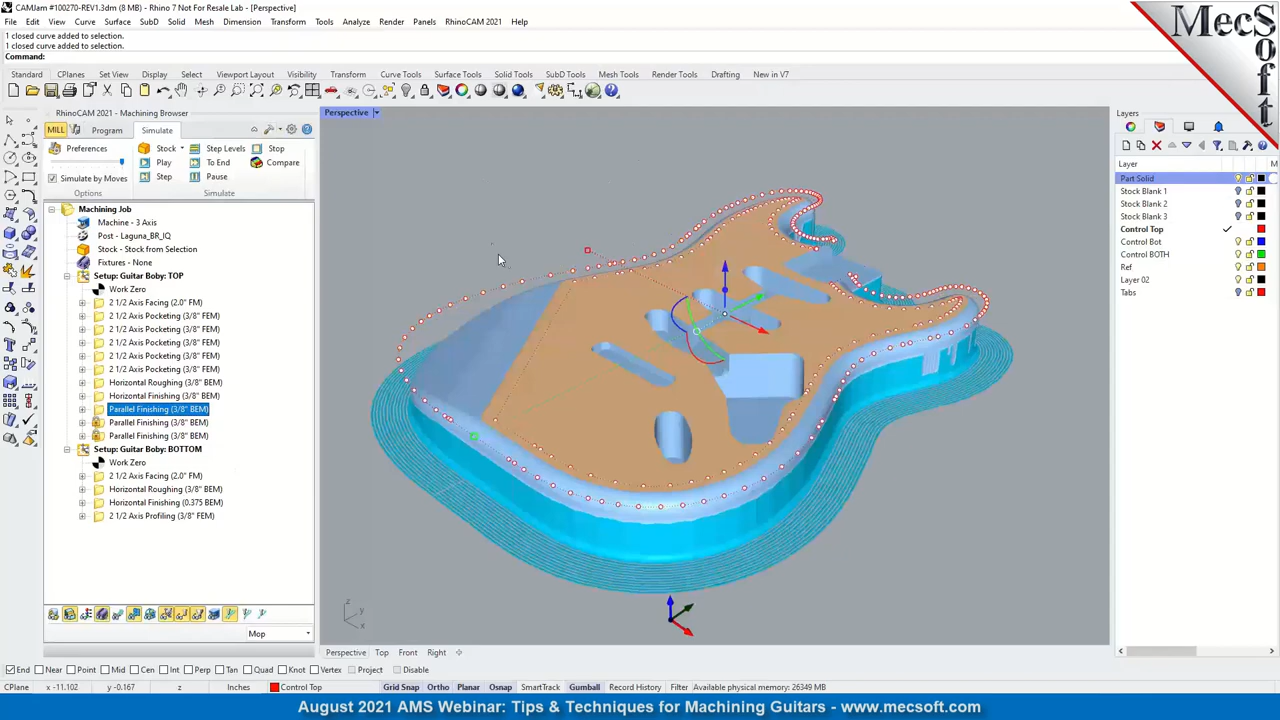 CAMJam #100270-REV1.3dm (8 MB) - Rhino 7 Not For Resale Lab - [Perspective]
File Edit View Curve Surface SubD Solid Mesh Dimension Transform Tools Analyze Render Panels RhinoCAM 2021 Help
1 closed curve added to selection.
1 closed curve added to selection.
Command:
Standard CPlanes Set View Display Select Viewport Layout Visibility Transform Curve Tools Surface Tools Solid Tools SubD Tools Mesh Tools Render Tools Drafting New in V7
MecSoft
RhinoCAM 2021 - Machining Browser
MILL Program Simulate
Preferences
Simulate by Moves
Options
Stock Step Levels Stop
Play To End Compare
Step Pause
Simulate
Machining Job
Machine - 3 Axis
Post - Laguna_BR_IQ
Stock - Stock from Selection
Fixtures - None
Setup: Guitar Boby: TOP
Work Zero
2 1/2 Axis Facing (2.0" FM)
2 1/2 Axis Pocketing (3/8" FEM)
2 1/2 Axis Pocketing (3/8" FEM)
2 1/2 Axis Pocketing (3/8" FEM)
2 1/2 Axis Pocketing (3/8" FEM)
2 1/2 Axis Pocketing (3/8" FEM)
Horizontal Roughing (3/8" BEM)
Horizontal Finishing (3/8" BEM)
Parallel Finishing (3/8" BEM)
Parallel Finishing (3/8" BEM)
Parallel Finishing (3/8" BEM)
Setup: Guitar Boby: BOTTOM
Work Zero
2 1/2 Axis Facing (2.0" FM)
Horizontal Roughing (3/8" BEM)
Horizontal Finishing (0.375 BEM)
2 1/2 Axis Profiling (3/8" FEM)
Mop
Perspective
z
y
x
Perspective Top Front Right
Layers
Layer M
Part Solid
Stock Blank 1
Stock Blank 2
Stock Blank 3
Control Top
Control Bot
Control BOTH
Ref
Layer 02
Tabs
End Near Point Mid Cen Int Perp Tan Quad Knot Vertex Project Disable
CPlane x -11.102 y -0.167 z Inches Control Top Grid Snap Ortho Planar Osnap SmartTrack Gumball Record History Filter Available physical memory: 26349 MB
August 2021 AMS Webinar: Tips & Techniques for Machining Guitars - www.mecsoft.com